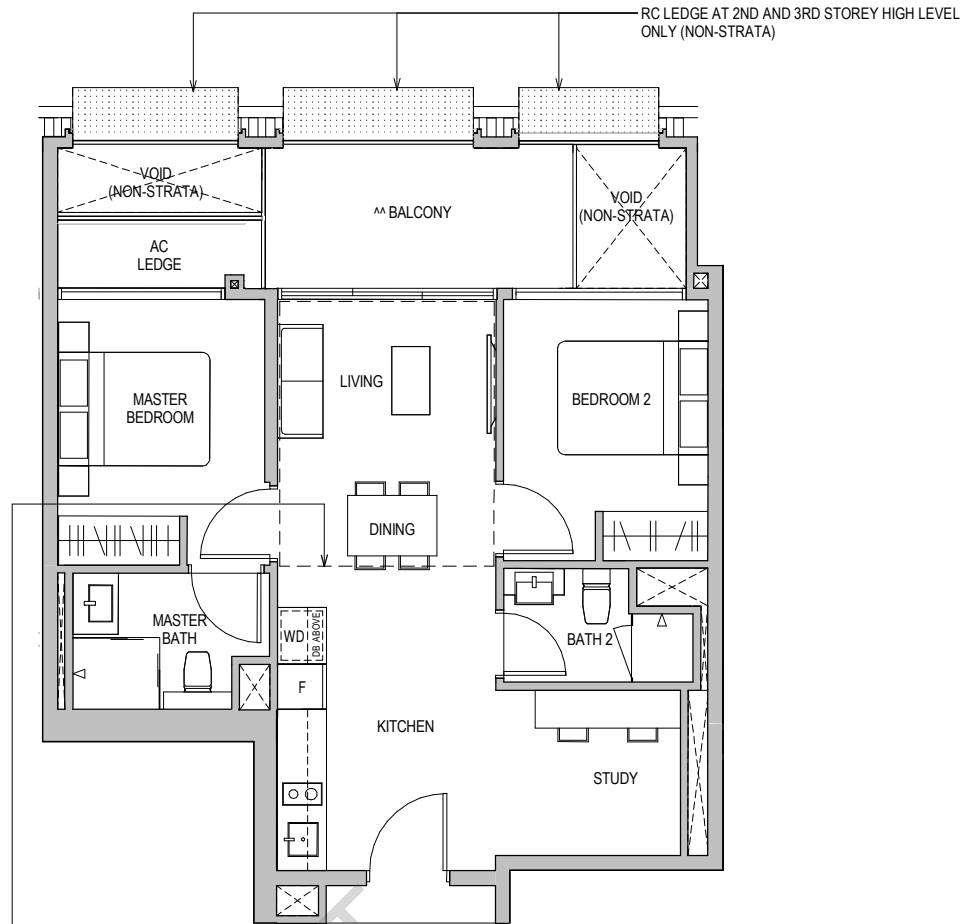 RC LEDGE AT 2ND AND 3RD STOREY HIGH LEVEL
ONLY (NON-STRATA)
VOID
(NON-STRATA)
^^ BALCONY
VOID
(NON-STRATA)
AC
LEDGE
LIVING
MASTER
BEDROOM
BEDROOM 2
DINING
MASTER
BATH
WD
DB ABOVE
BATH 2
F
KITCHEN
STUDY